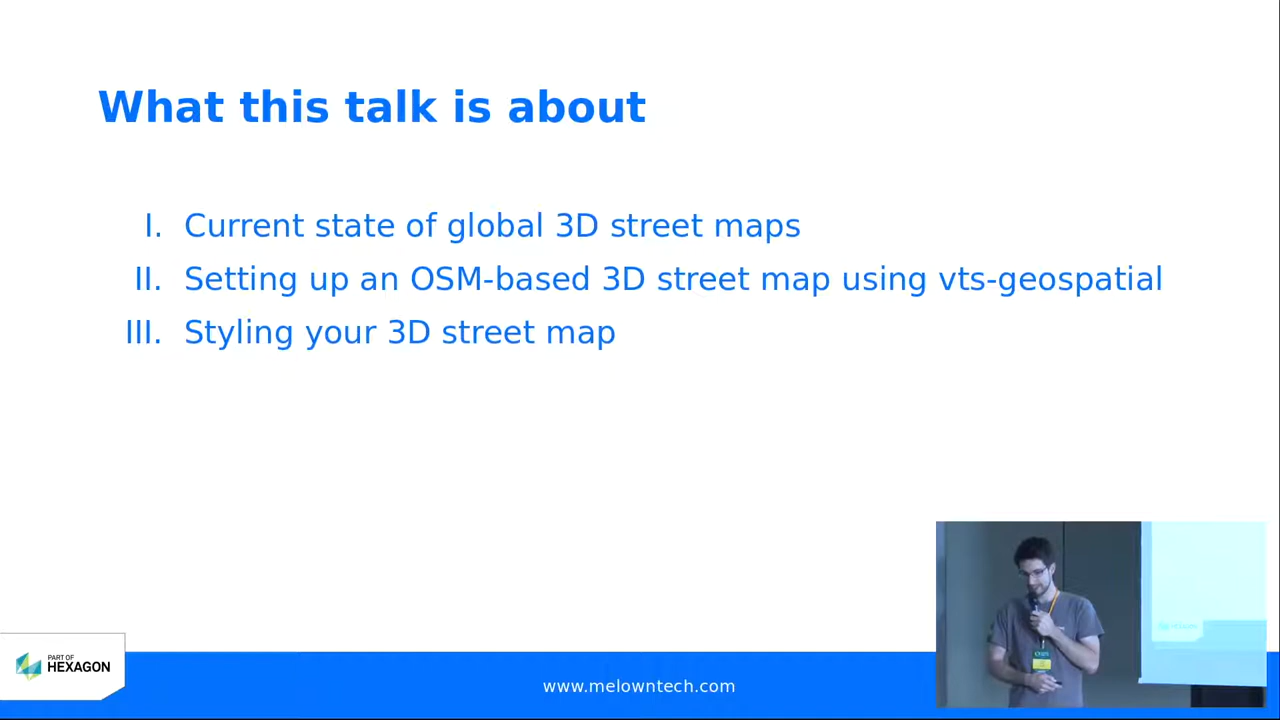 What this talk is about
I. Current state of global 3D street maps
II. Setting up an OSM-based 3D street map using vts-geospatial
III. Styling your 3D street map
PART OF
HEXAGON
www.melowntech.com
HEXAGON